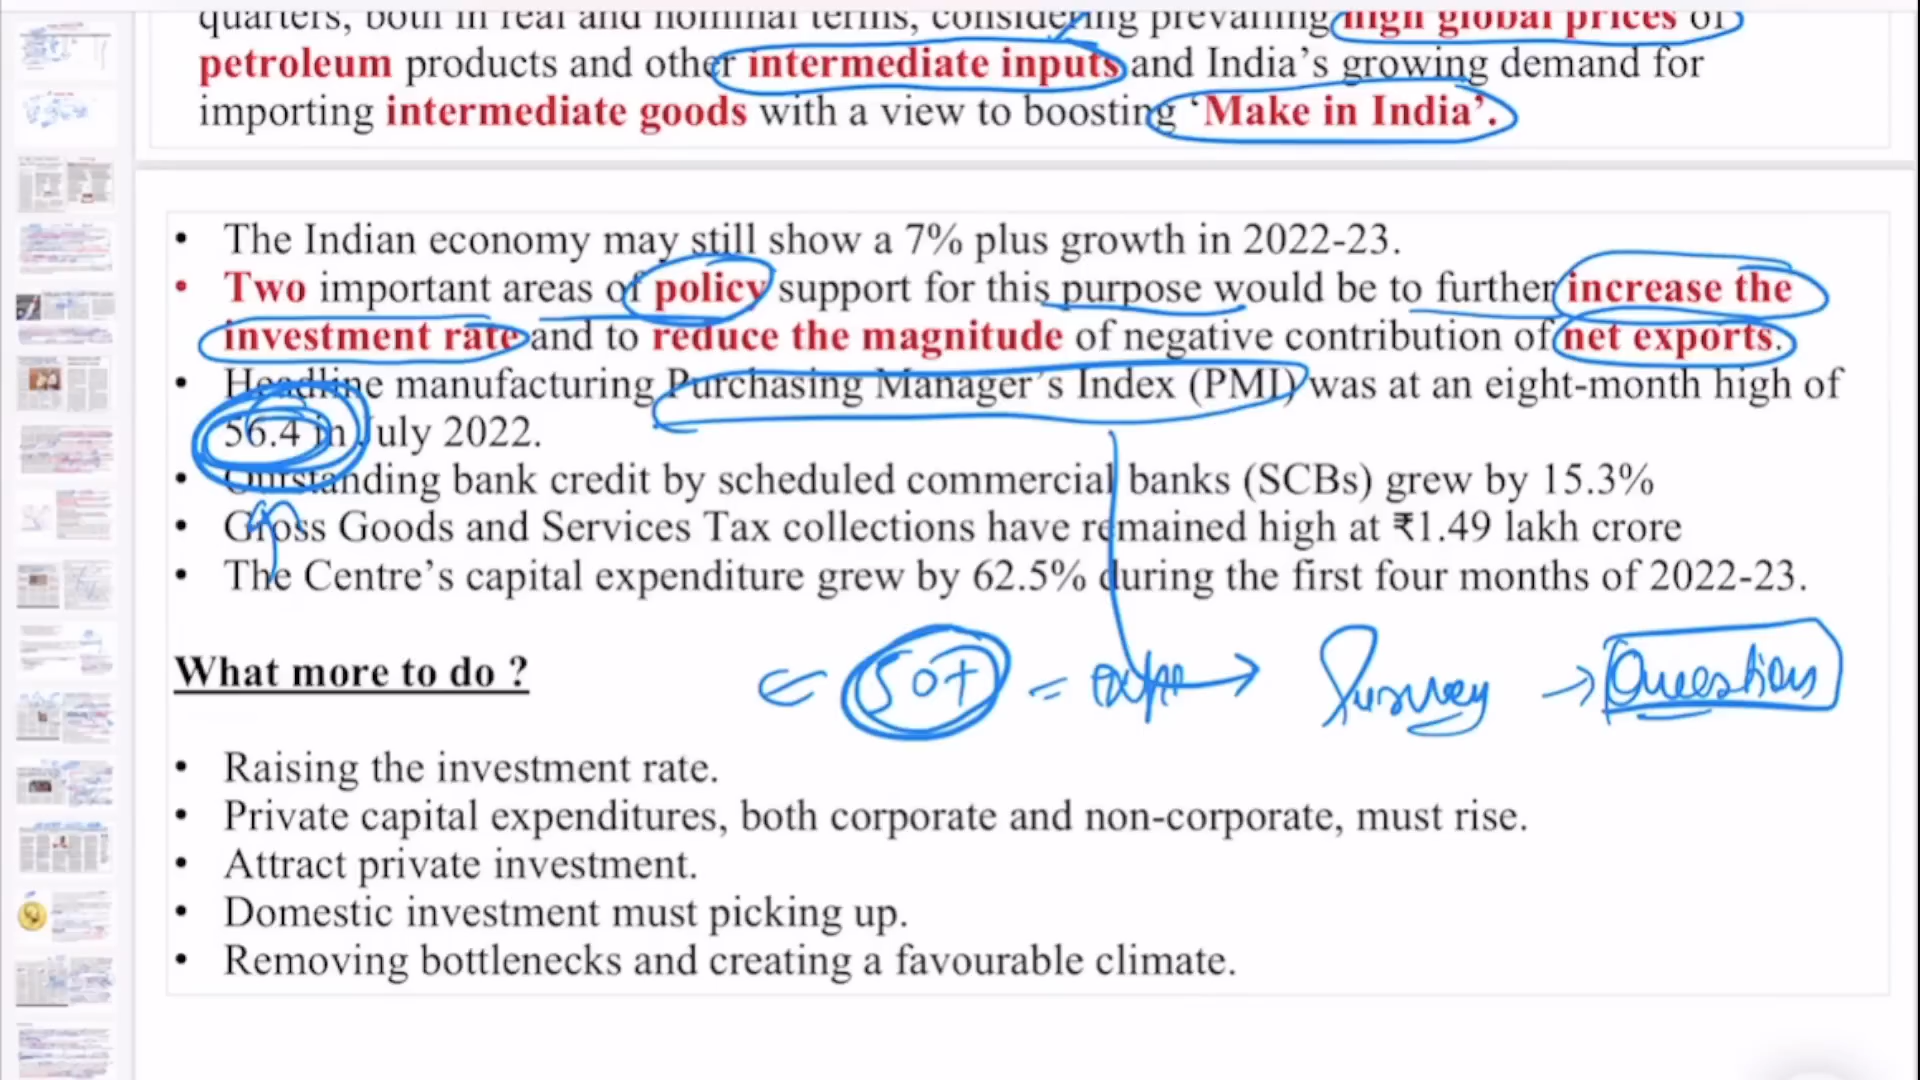 quarters, both in real and nominal terms, considering prevailing high global prices of
petroleum products and other intermediate inputs and India’s growing demand for
importing intermediate goods with a view to boosting ‘Make in India’.
• The Indian economy may still show a 7% plus growth in 2022-23.
• Two important areas of policy support for this purpose would be to further increase the
investment rate and to reduce the magnitude of negative contribution of net exports.
• Headline manufacturing Purchasing Manager’s Index (PMI) was at an eight-month high of
56.4 in July 2022.
• Outstanding bank credit by scheduled commercial banks (SCBs) grew by 15.3%
• Gross Goods and Services Tax collections have remained high at ₹1.49 lakh crore
• The Centre’s capital expenditure grew by 62.5% during the first four months of 2022-23.
What more to do ?
50+ = → Survey → Question
• Raising the investment rate.
• Private capital expenditures, both corporate and non-corporate, must rise.
• Attract private investment.
• Domestic investment must picking up.
• Removing bottlenecks and creating a favourable climate.